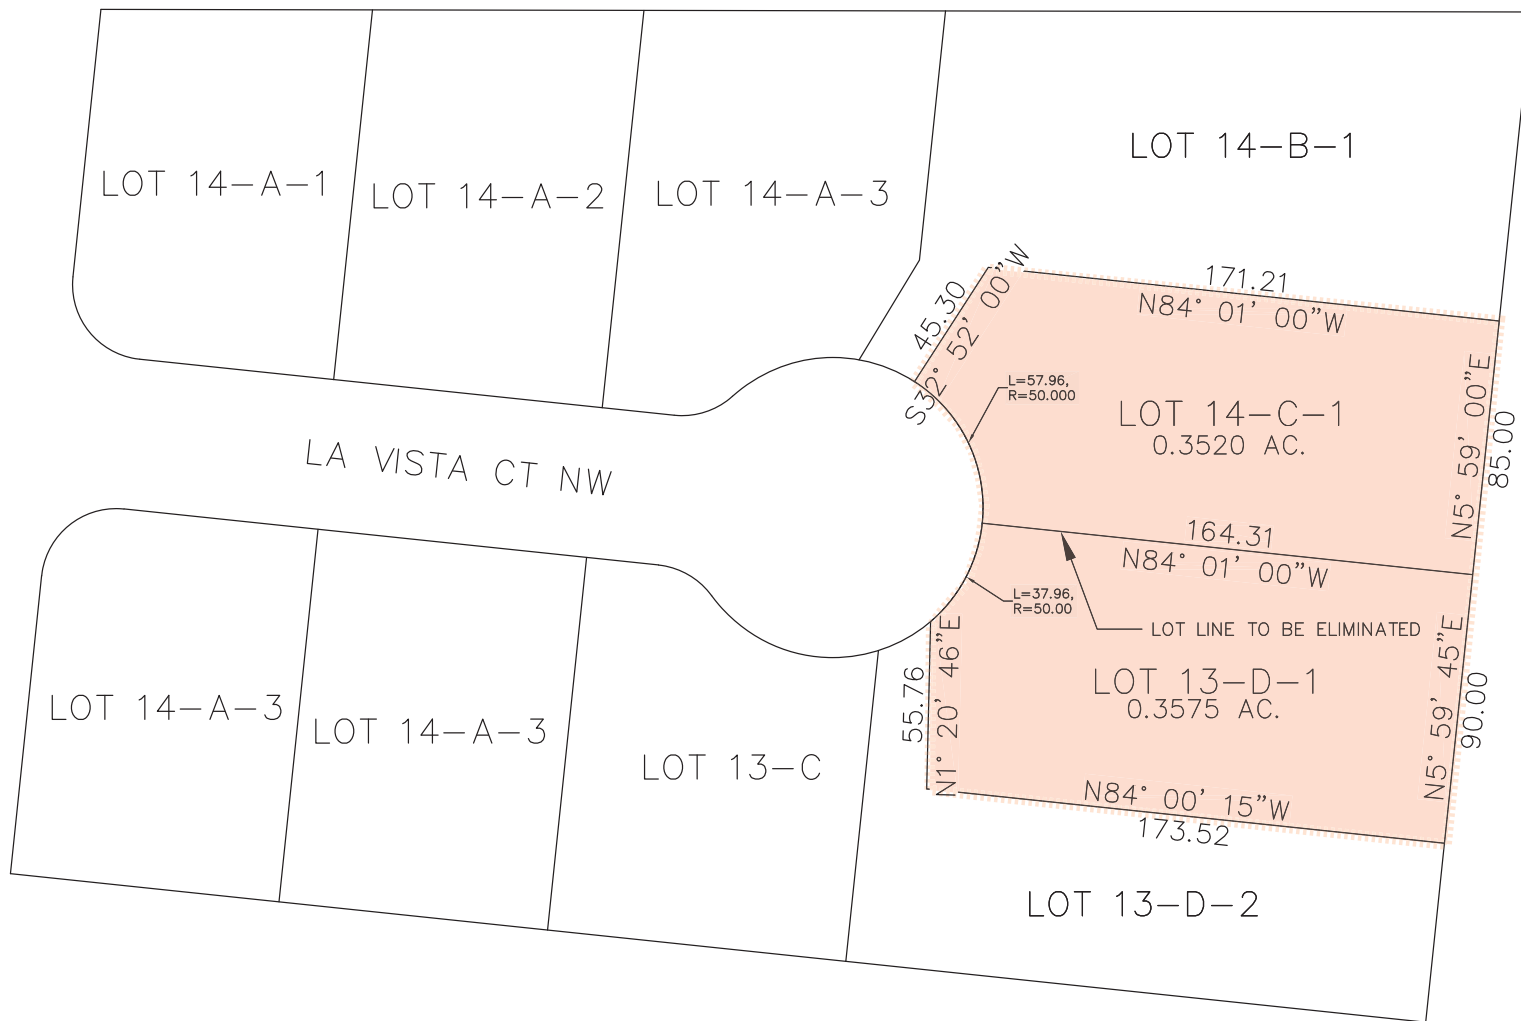 LOT 14-B-1
LOT 14-A-1
LOT 14-A-2
LOT 14-A-3
171.21
N84° 01' 00"W
45.30
S32° 52' 00"W
L=57.96,
R=50.000
LOT 14-C-1
0.3520 AC.
N5° 59' 00"E
85.00
LA VISTA CT NW
164.31
N84° 01' 00"W
L=37.96,
R=50.00
LOT LINE TO BE ELIMINATED
55.76
N1° 20' 46"E
LOT 13-D-1
0.3575 AC.
N5° 59' 45"E
90.00
LOT 14-A-3
LOT 14-A-3
LOT 13-C
N84° 00' 15"W
173.52
LOT 13-D-2